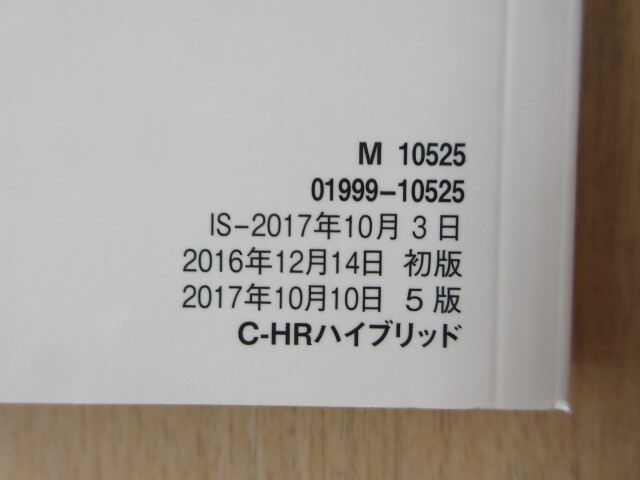 M 10525
01999-10525
IS-2017年10月 3 日
2016年12月14日 初版
2017年10月10日 5 版
C-HRハイブリッド